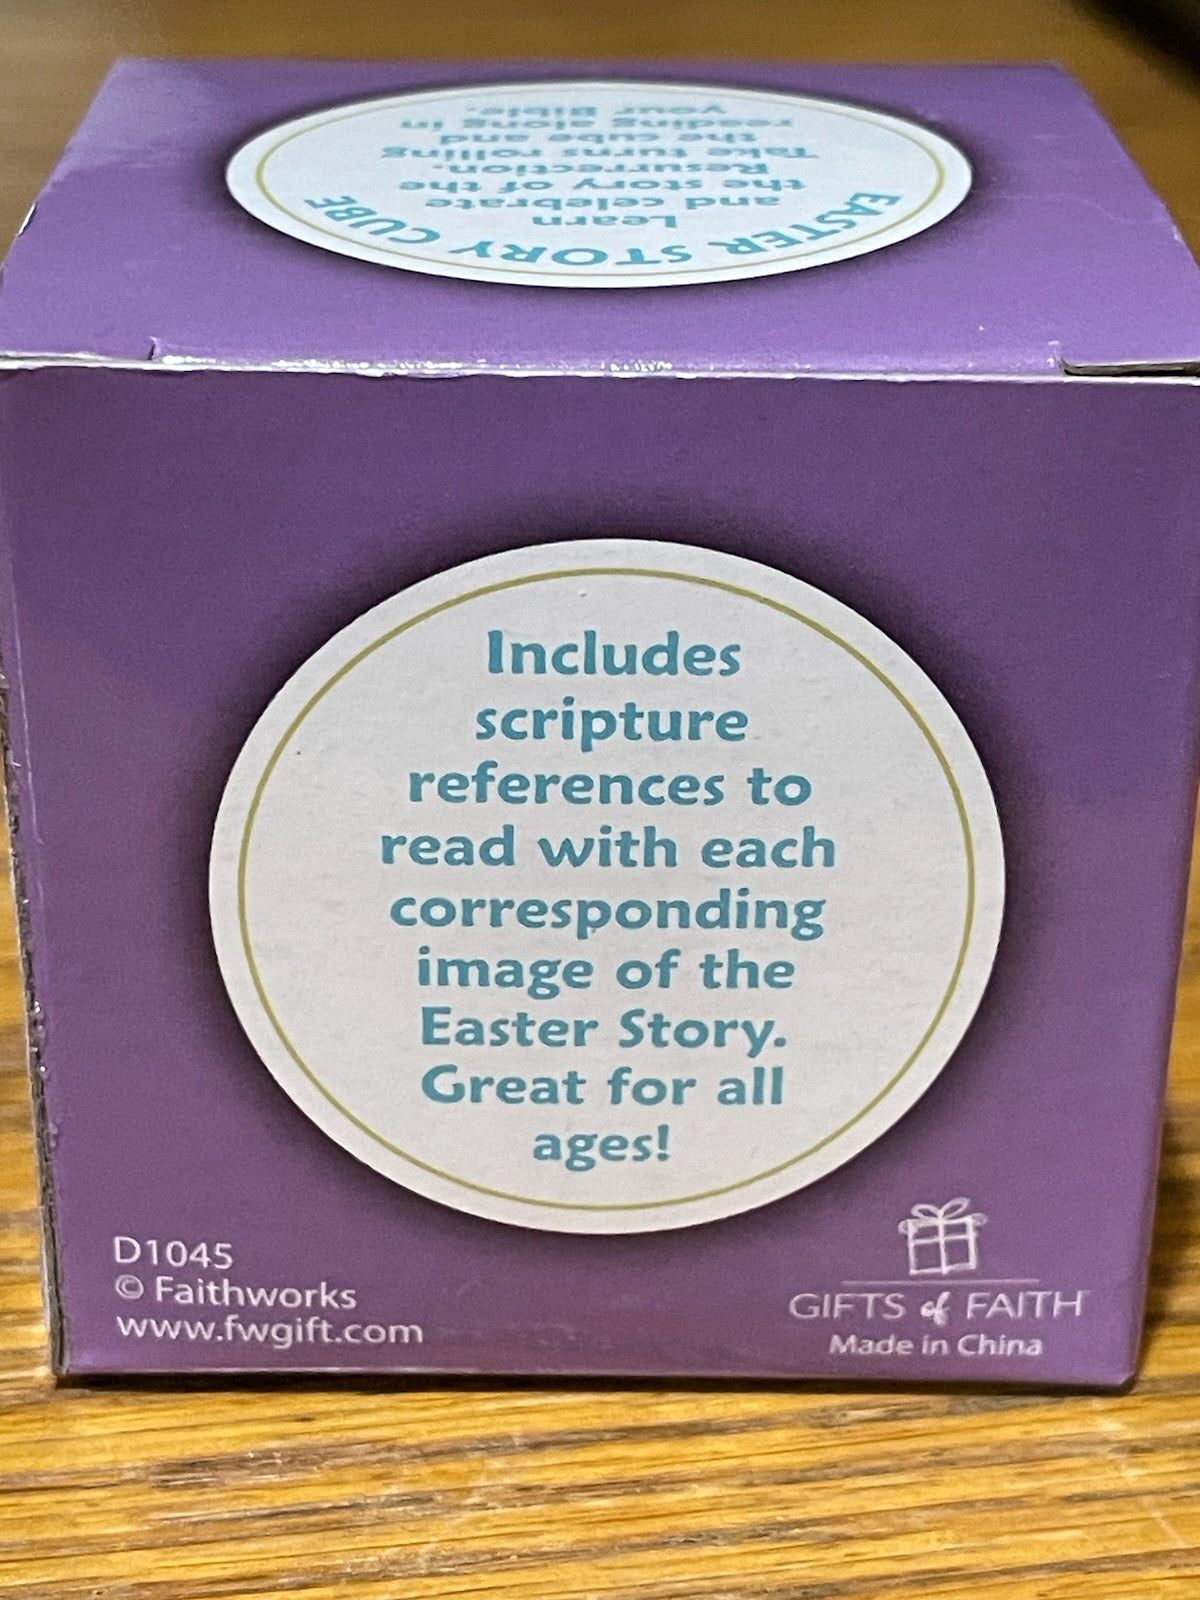 EASTER STORY CUBE
Learn
and celebrate
the story of the
Resurrection.
Take turns rolling
the cube and
reading along in
your Bible.
Includes
scripture
references to
read with each
corresponding
image of the
Easter Story.
Great for all
ages!
D1045
© Faithworks
www.fwgift.com
GIFTS of FAITH
Made in China